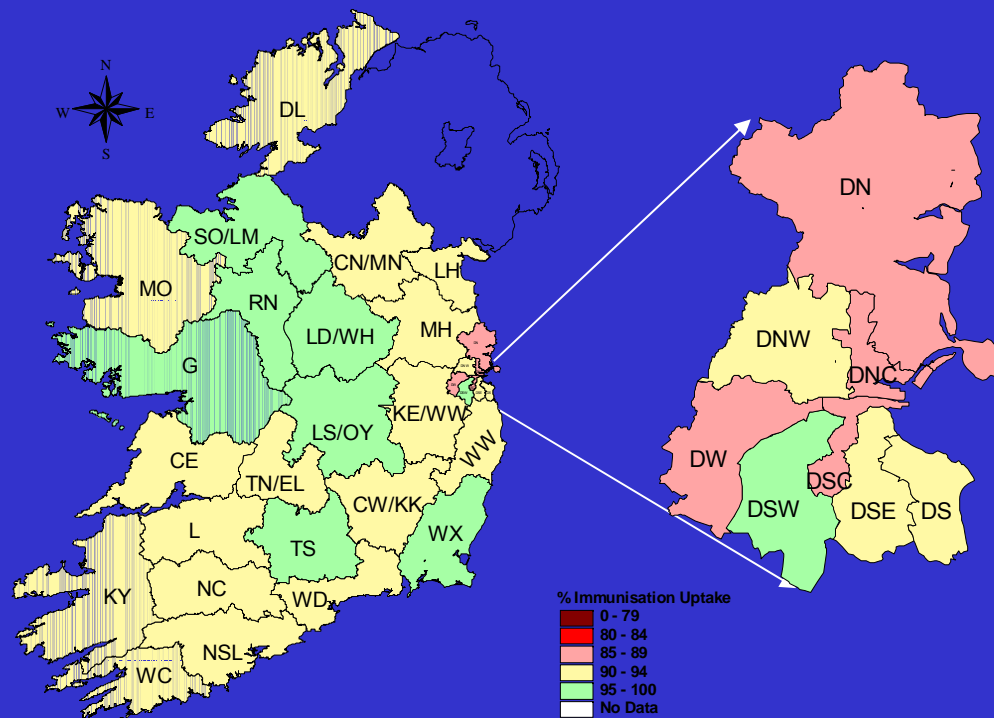 N
W E
S
DL
SO/LM
CN/MN
LH
MO
RN
LD/WH
MH
G
KE/WW
LS/OY
WW
CE
TN/EL
CW/KK
L
TS
WX
KY
NC
WD
NSL
WC
DN
DNW
DNC
DW
DSC
DSW
DSE
DS
% Immunisation Uptake
0 - 79
80 - 84
85 - 89
90 - 94
95 - 100
No Data